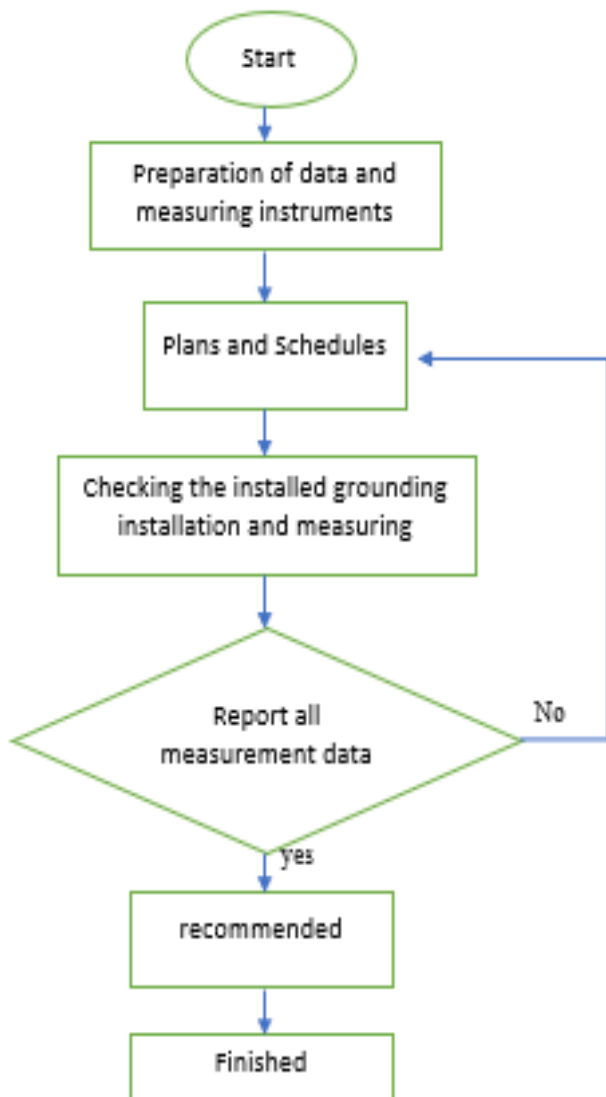 Start
Preparation of data and
measuring instruments
Plans and Schedules
Checking the installed grounding
installation and measuring
Report all
measurement data
No
yes
recommended
Finished